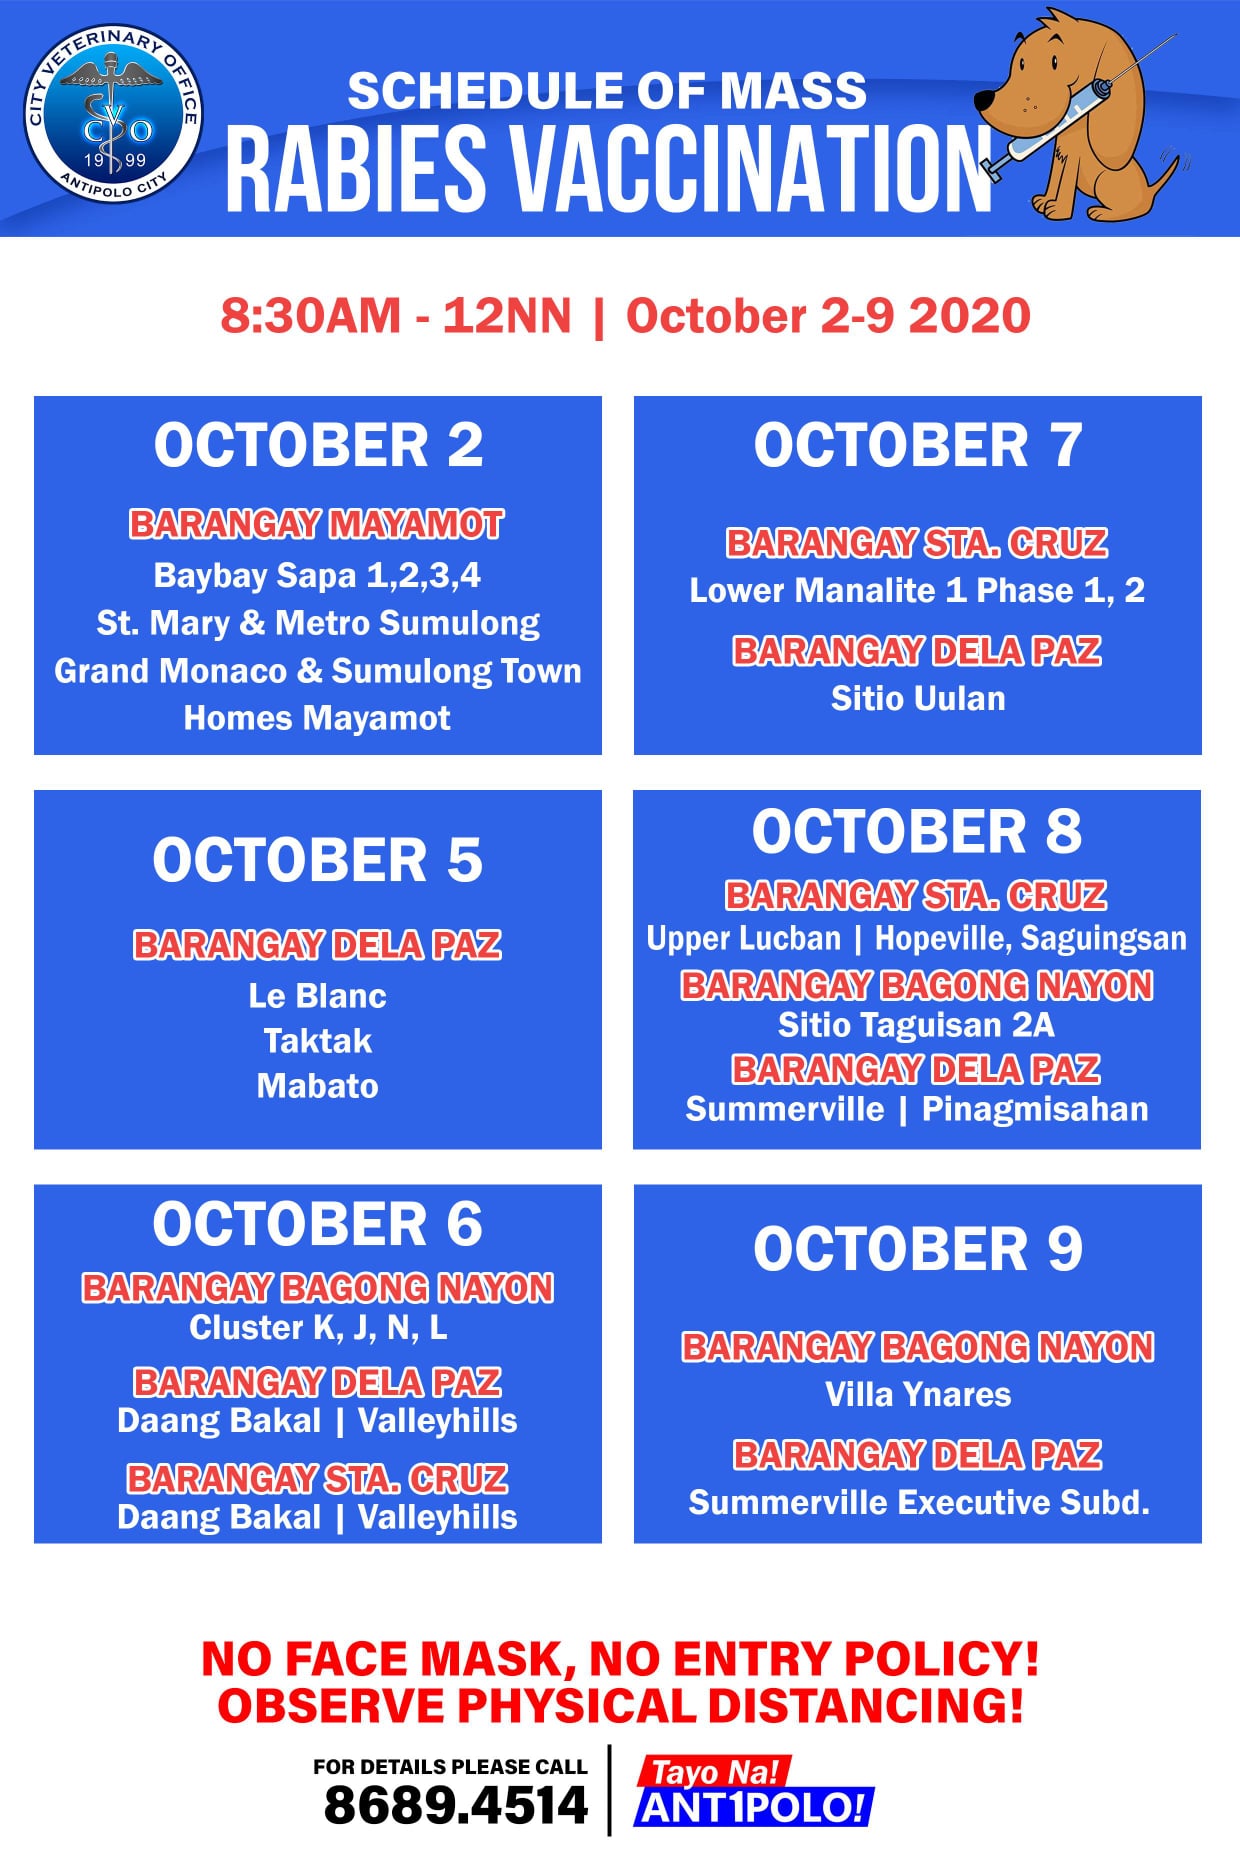 CITY VETERINARY OFFICE
CVO
1999
ANTIPOLO CITY
SCHEDULE OF MASS
RABIES VACCINATION
8:30AM - 12NN | October 2-9 2020
OCTOBER 2
BARANGAY MAYAMOT
Baybay Sapa 1,2,3,4
St. Mary & Metro Sumulong
Grand Monaco & Sumulong Town
Homes Mayamot
OCTOBER 5
BARANGAY DELA PAZ
Le Blanc
Taktak
Mabato
OCTOBER 6
BARANGAY BAGONG NAYON
Cluster K, J, N, L
BARANGAY DELA PAZ
Daang Bakal | Valleyhills
BARANGAY STA. CRUZ
Daang Bakal | Valleyhills
OCTOBER 7
BARANGAY STA. CRUZ
Lower Manalite 1 Phase 1, 2
BARANGAY DELA PAZ
Sitio Uulan
OCTOBER 8
BARANGAY STA. CRUZ
Upper Lucban | Hopeville, Saguingsan
BARANGAY BAGONG NAYON
Sitio Taguisan 2A
BARANGAY DELA PAZ
Summerville | Pinagmisahan
OCTOBER 9
BARANGAY BAGONG NAYON
Villa Ynares
BARANGAY DELA PAZ
Summerville Executive Subd.
NO FACE MASK, NO ENTRY POLICY!
OBSERVE PHYSICAL DISTANCING!
FOR DETAILS PLEASE CALL
8689.4514
Tayo Na!
ANT1POLO!